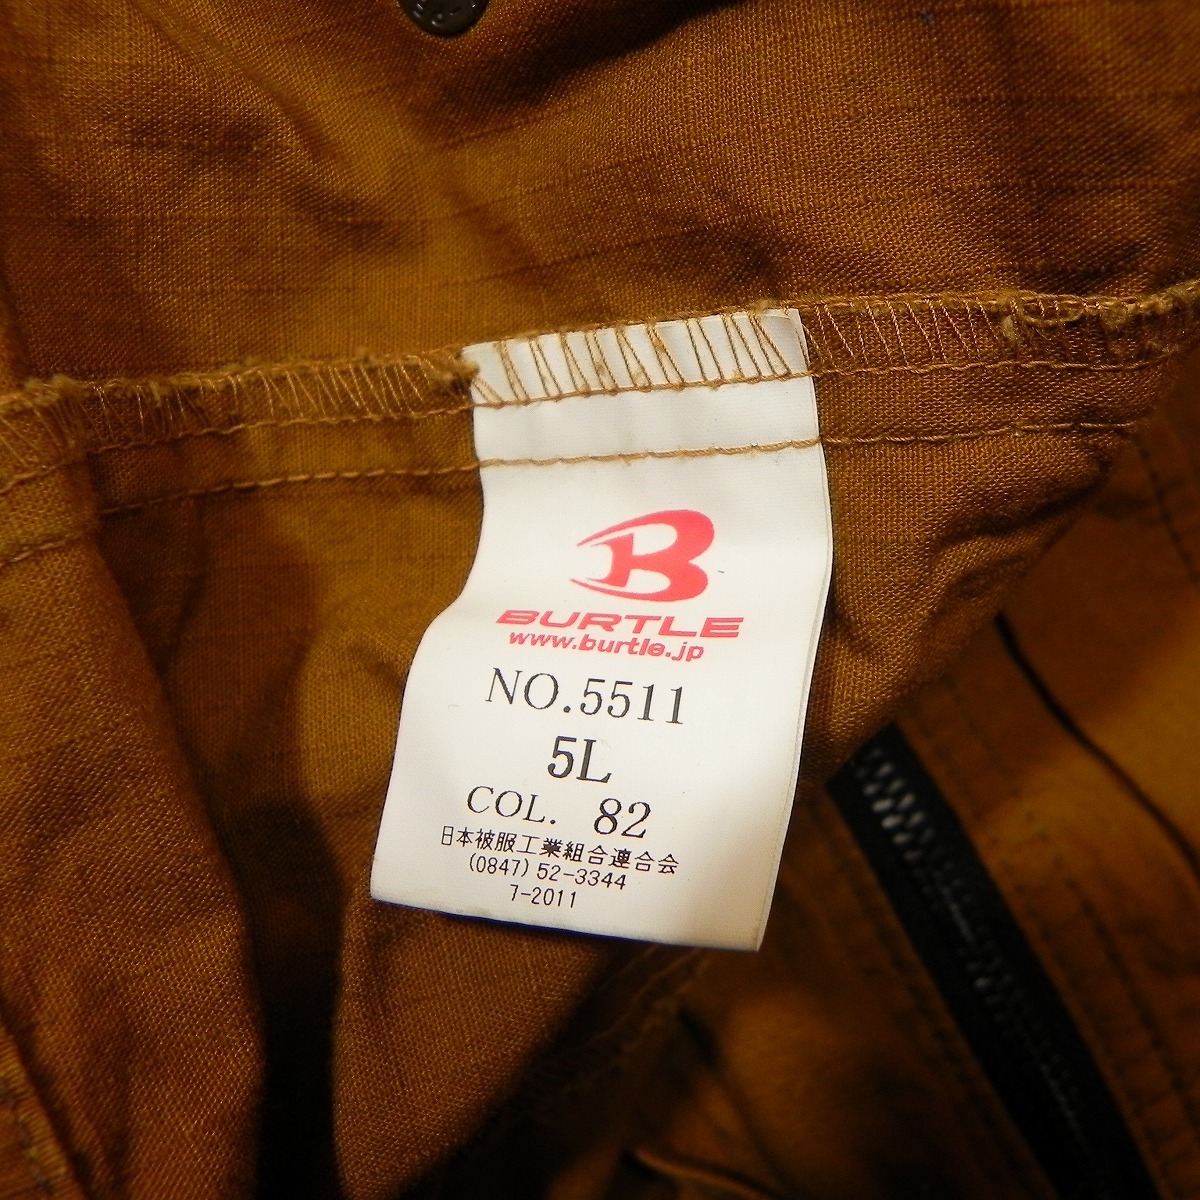 BURTLE
www.burtle.jp
NO.5511
5L
COL. 82
日本被服工業組合連合会
(0847) 52-3344
7-2011